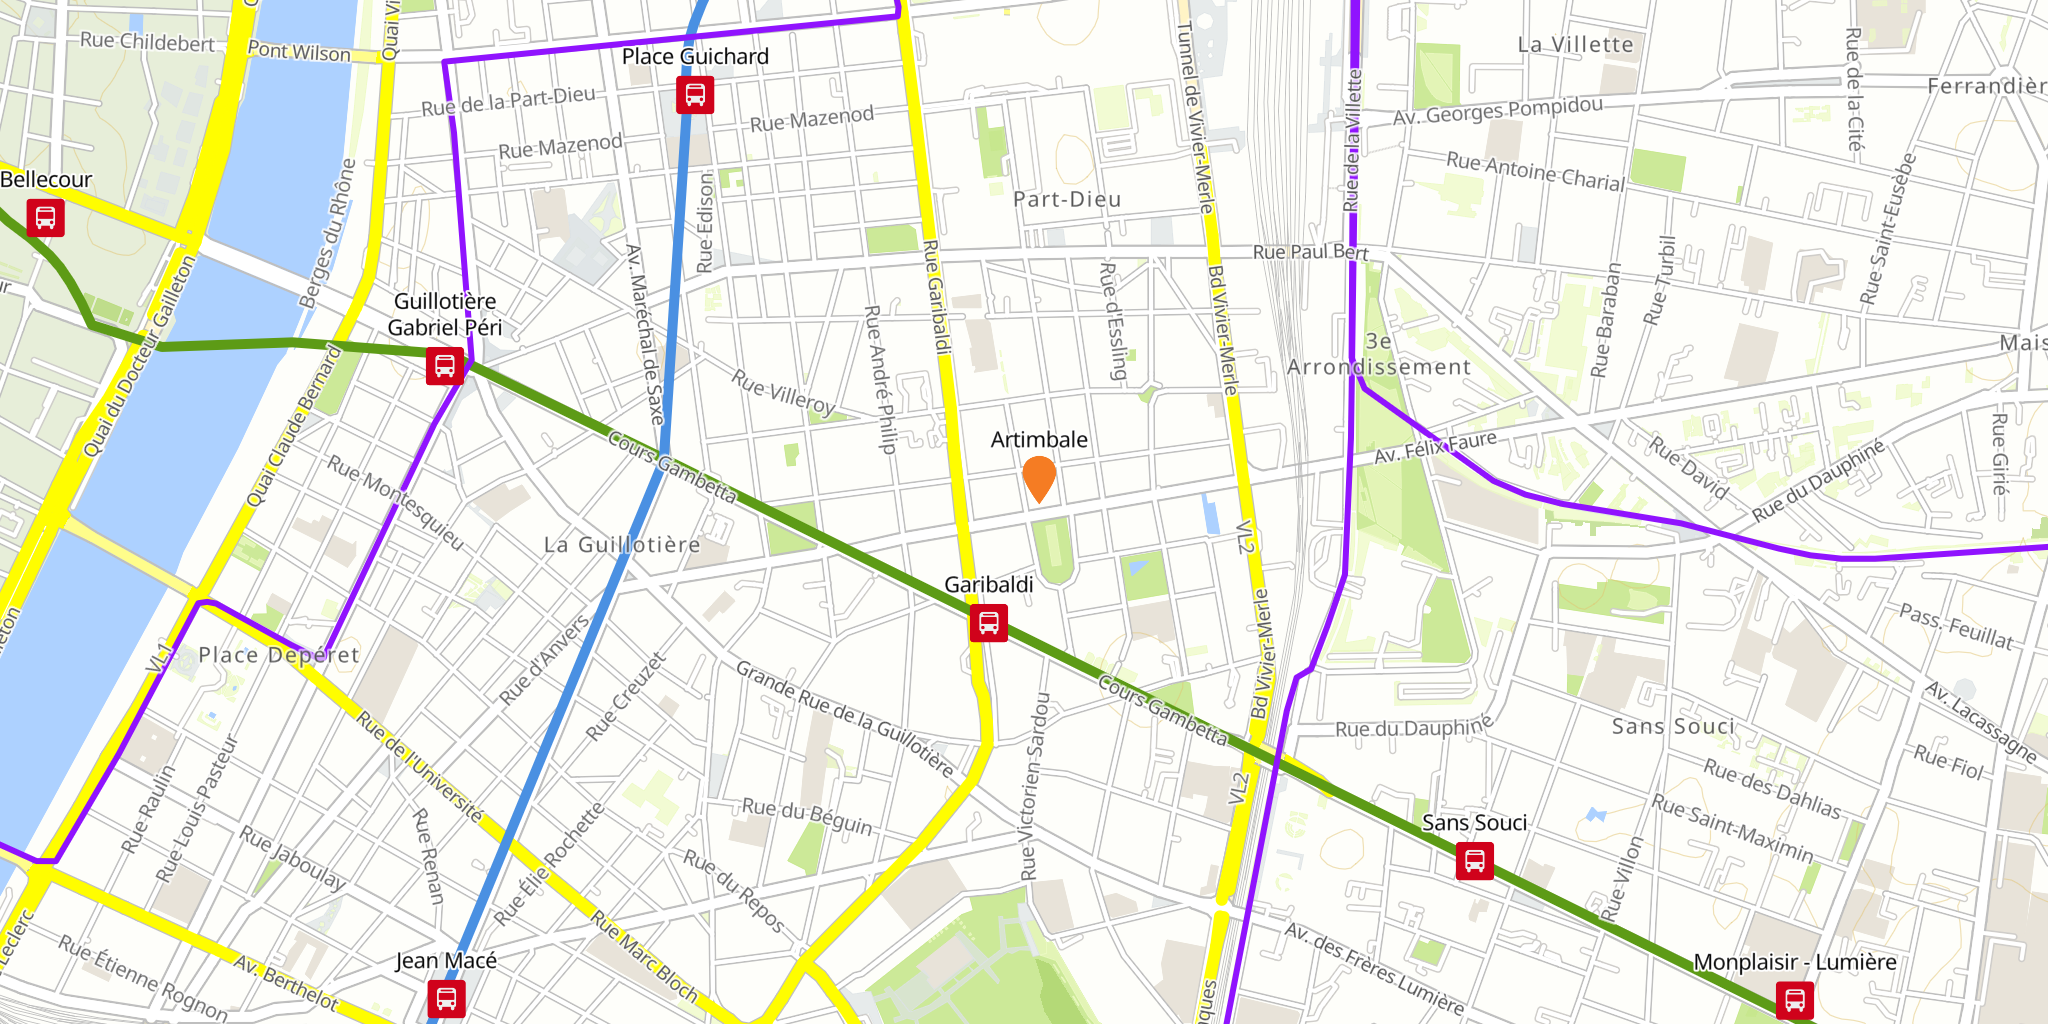 Rue Childebert
Pont Wilson
Quai Vi
Place Guichard
Tunnel de Vivier-Merle
La Villette
Rue de la Cité
Ferrandièr
Rue de la Part-Dieu
Rue Mazenod
Rue Mazenod
Av. Georges Pompidou
Rue de la Villette
Rue Antoine Charial
Bellecour
Berges du Rhône
Part-Dieu
Rue Edison
Rue Saint-Eusèbe
Rue Paul Bert
Rue Turbil
Rue Baraban
Av. Maréchal de Saxe
Rue Garibaldi
Rue d'Essling
Bd Vivier-Merle
Guillotière
Gabriel Péri
Quai du Docteur Gailleton
Rue André Philip
3e
Arrondissement
Mais
Rue Villeroy
Quai Claude Bernard
Cours Gambetta
Artimbale
Av. Félix Faure
Rue Girié
Rue David
Rue du Dauphiné
Rue Montesquieu
La Guillotière
VL2
Garibaldi
Place Depéret
VL1
Rue d'Anvers
Rue Creuzet
Bd Vivier-Merle
Pass. Feuillat
Grande Rue de la Guillotière
Cours Gambetta
Rue Victorien Sardou
Rue du Dauphiné
Sans Souci
Av. Lacassagne
Rue de l'Université
Rue Raulin
Rue Louis Pasteur
VL2
Rue Fiol
Rue des Dahlias
Rue Saint-Maximin
Rue du Béguin
Rue Jaboulay
Rue Renan
Rue Élie Rochette
Rue du Repos
Sans Souci
Rue Villon
Leclerc
Rue Étienne Rognon
Av. Berthelot
Jean Macé
Rue Marc Bloch
Av. des Frères Lumière
Monplaisir - Lumière